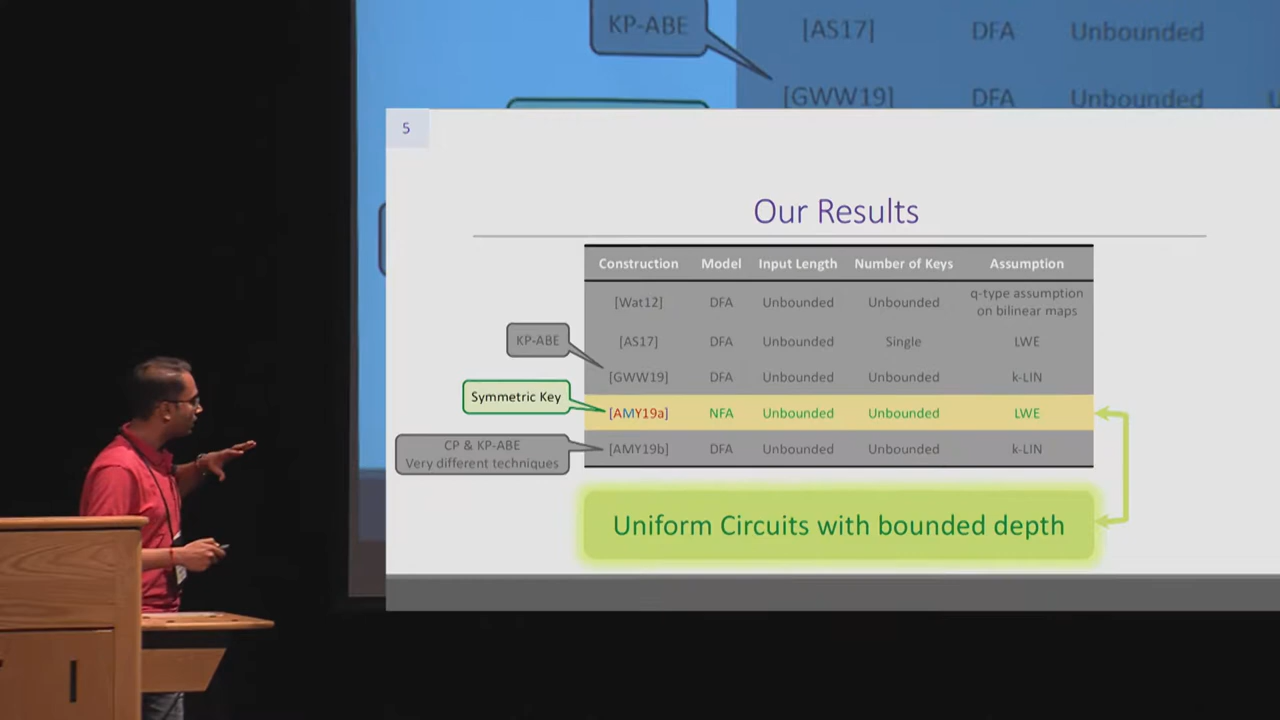 KP-ABE
[AS17] DFA Unbounded
[GWW19] DFA Unbounded
5
Our Results
Construction Model Input Length Number of Keys Assumption
[Wat12] DFA Unbounded Unbounded q-type assumption
on bilinear maps
KP-ABE
[AS17] DFA Unbounded Single LWE
[GWW19] DFA Unbounded Unbounded k-LIN
Symmetric Key
[AMY19a] NFA Unbounded Unbounded LWE
CP & KP-ABE
Very different techniques
[AMY19b] DFA Unbounded Unbounded k-LIN
Uniform Circuits with bounded depth